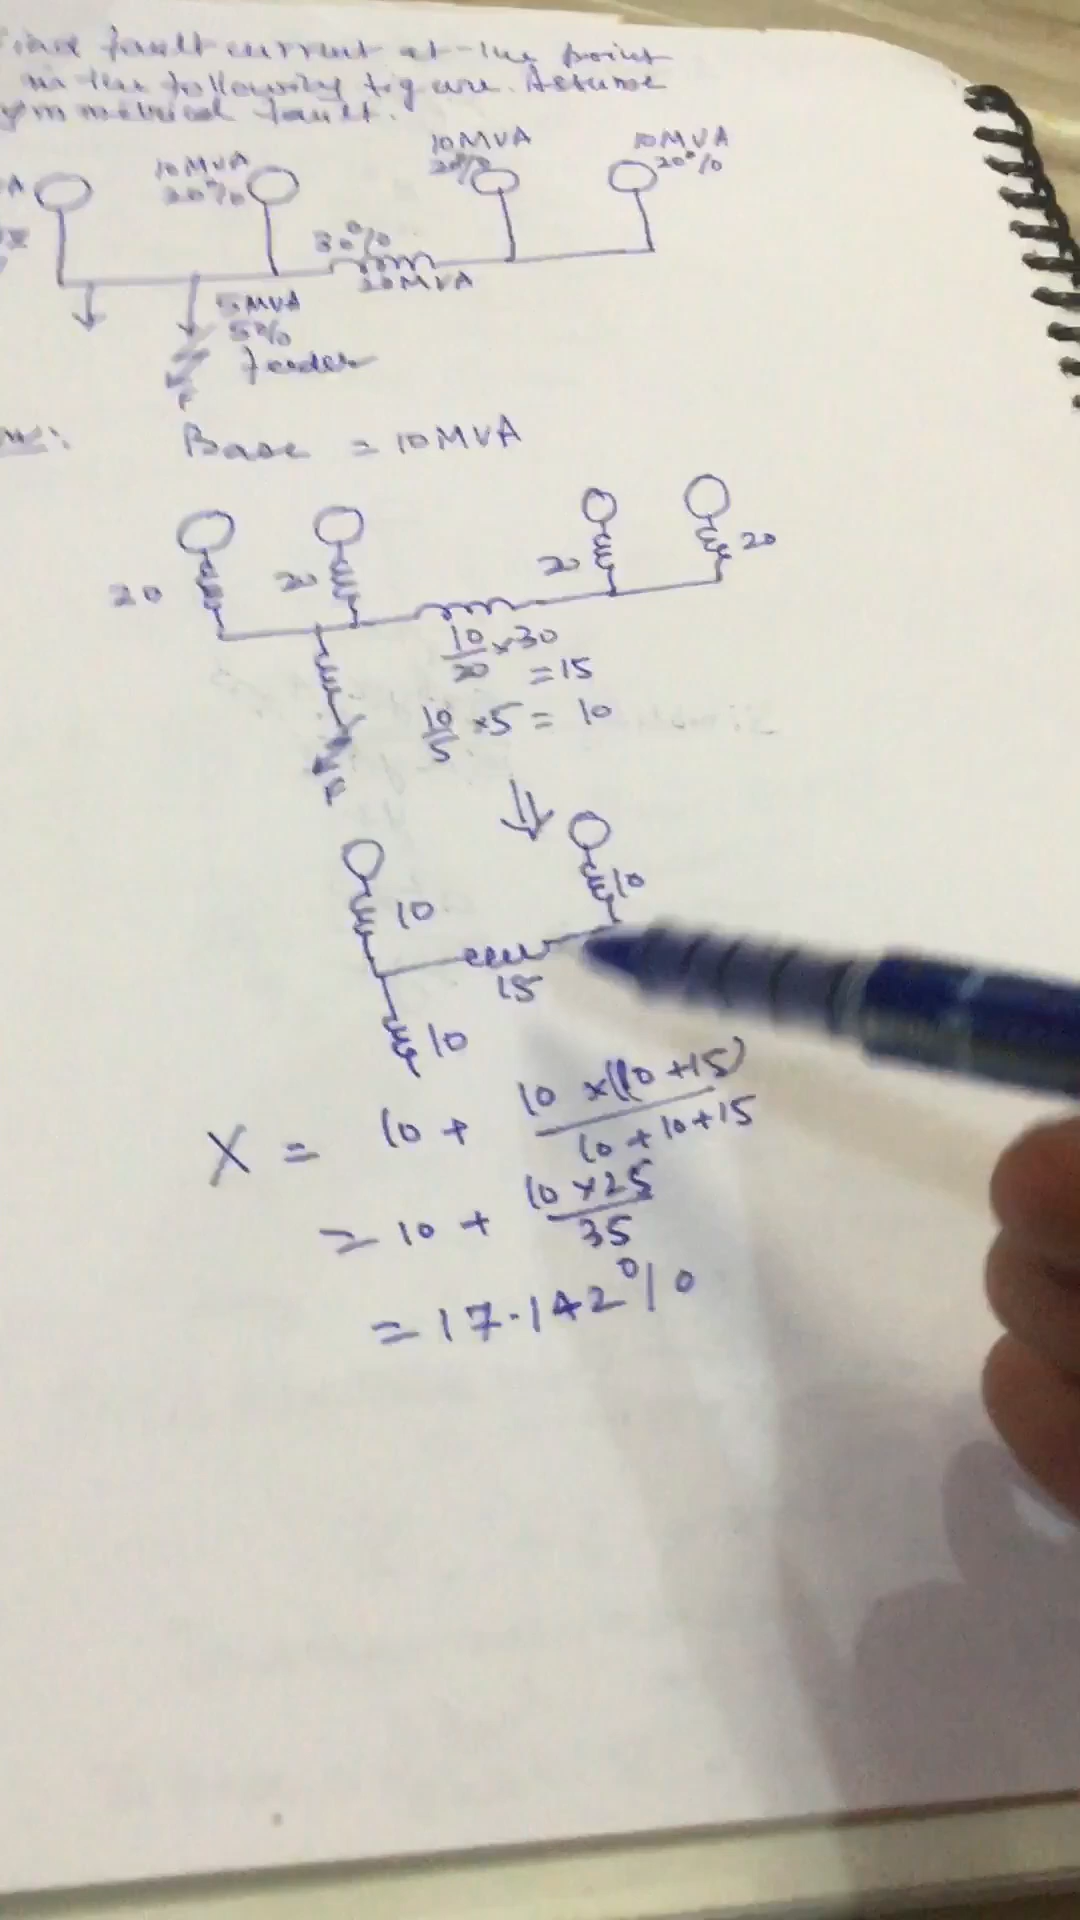 fault current at the point
in the following figure. Assume
symmetrical fault.
10MVA
20%
10MVA
20%
10MVA
20%
A
30%
20MVA
5MVA
5%
feeder
F
Base = 10MVA
20
20
20
20
10/20 × 30
= 15
10/5 × 5 = 10
F
⇓
10
10
15
10
X = 10 + 10 × (10 + 15) / 10 + 10 + 15
= 10 + 10 × 25 / 35
= 17.142%